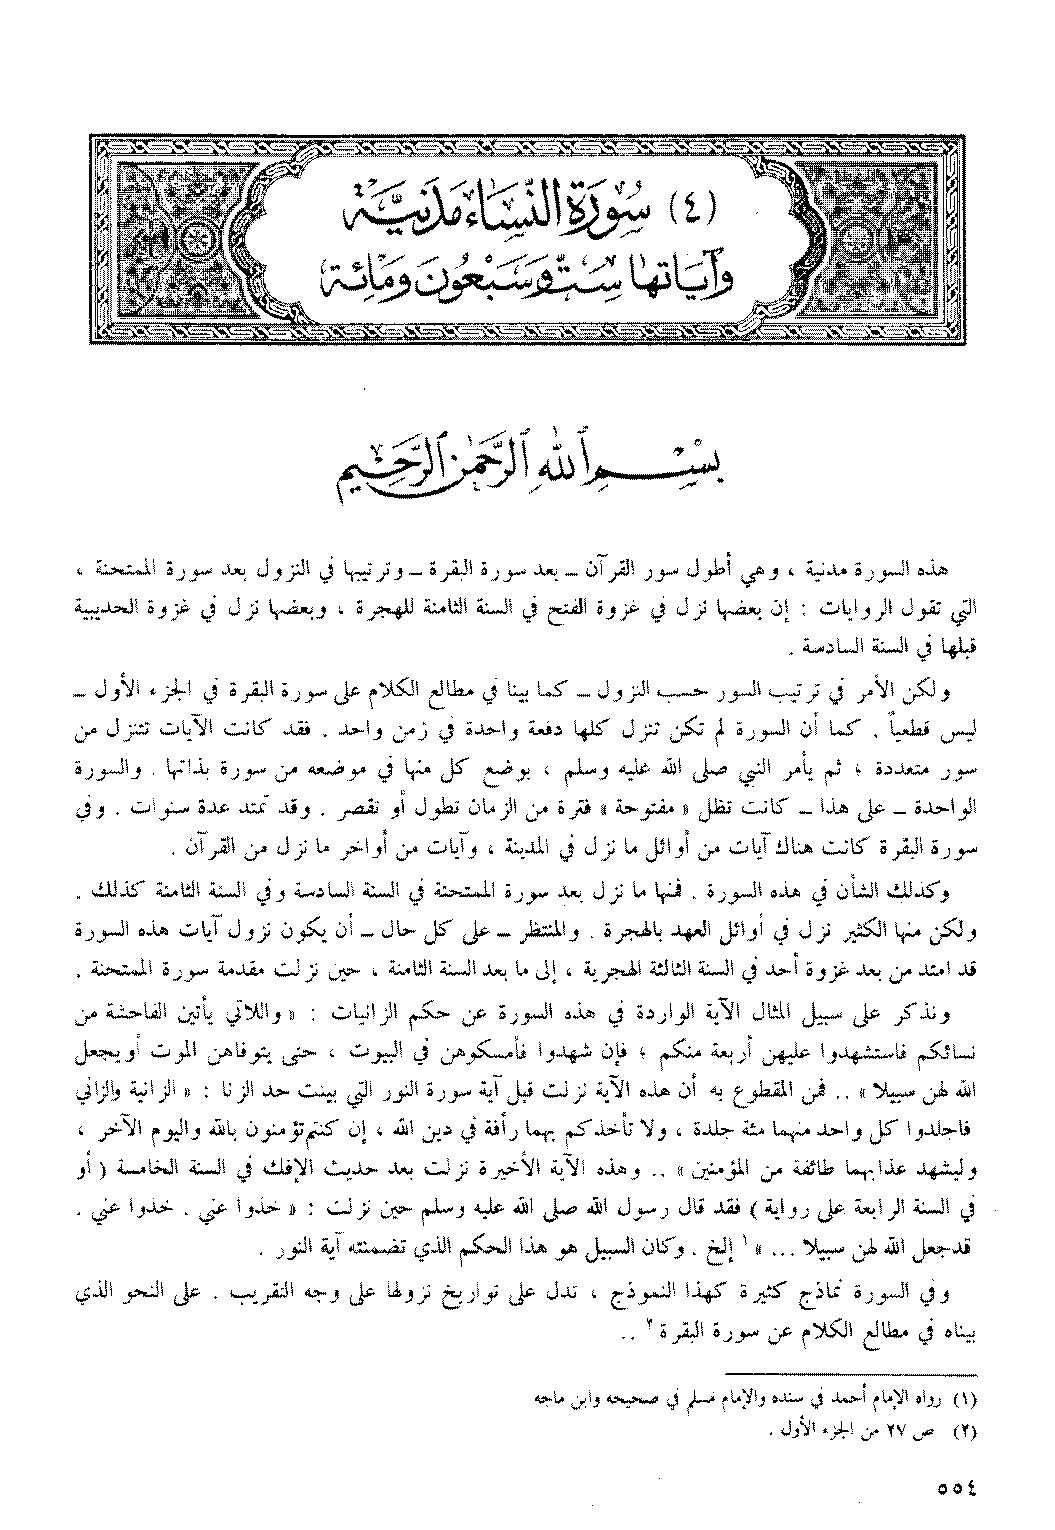 (٤) سُورَة النِّسَاء مَدَنيَّة
وآيَاتهَا سِتّ وَسَبْعُونَ وَمَائِة
بِسْمِ ٱللَّهِ ٱلرَّحْمَٰنِ ٱلرَّحِيمِ
هذه السورة مدنية ، وهي أطول سور القرآن – بعد سورة البقرة – وترتيبها في النزول بعد سورة الممتحنة ،
التي تقول الروايات : إن بعضها نزل في غزوة الفتح في السنة الثامنة للهجرة ، وبعضها نزل في غزوة الحديبية
قبلها في السنة السادسة .
ولكن الأمر في ترتيب السور حسب النزول – كما بينا في مطالع الكلام على سورة البقرة في الجزء الأول –
ليس قطعياً . كما أن السورة لم تكن تنزل كلها دفعة واحدة في زمن واحد . فقد كانت الآيات تتنزل من
سور متعددة ؛ ثم يأمر النبي صلى الله عليه وسلم ، بوضع كل منها في موضعه من سورة بذاتها . والسورة
الواحدة – على هذا – كانت تظل « مفتوحة » فترة من الزمان تطول أو تقصر . وقد تمتد عدة سنوات . وفي
سورة البقرة كانت هناك آيات من أوائل ما نزل في المدينة ، وآيات من أواخر ما نزل من القرآن .
وكذلك الشأن في هذه السورة . فمنها ما نزل بعد سورة الممتحنة في السنة السادسة وفي السنة الثامنة كذلك .
ولكن منها الكثير نزل في أوائل العهد بالهجرة . والمنتظر – على كل حال – أن يكون نزول آيات هذه السورة
قد امتد من بعد غزوة أحد في السنة الثالثة الهجرية ، إلى ما بعد السنة الثامنة ، حين نزلت مقدمة سورة الممتحنة .
ونذكر على سبيل المثال الآية الواردة في هذه السورة عن حكم الزانيات : « واللاتي يأتين الفاحشة من
نسائكم فاستشهدوا عليهن أربعة منكم ؛ فإن شهدوا فأمسكوهن في البيوت ، حتى يتوفاهن الموت أو يجعل
الله لهن سبيلا » .. فمن المقطوع به أن هذه الآية نزلت قبل آية سورة النور التي بينت حد الزنا : « الزانية والزاني
فاجلدوا كل واحد منهما مئة جلدة ، ولا تأخذكم بهما رأفة في دين الله ، إن كنتم تؤمنون بالله واليوم الآخر ،
وليشهد عذابهما طائفة من المؤمنين » .. وهذه الآية الأخيرة نزلت بعد حديث الإفك في السنة الخامسة ( أو
في السنة الرابعة على رواية ) فقد قال رسول الله صلى الله عليه وسلم حين نزلت : « خذوا عني . خذوا عني .
قد جعل الله لهن سبيلا ... »١ إلخ . وكان السبيل هو هذا الحكم الذي تضمنته آية النور .
وفي السورة نماذج كثيرة كهذا النموذج ، تدل على تواريخ نزولها على وجه التقريب . على النحو الذي
بيناه في مطالع الكلام عن سورة البقرة٢ ..
(١) رواه الإمام أحمد في سنده والإمام مسلم في صحيحه وابن ماجه
(٢) ص ٢٧ من الجزء الأول .
٥٥٤